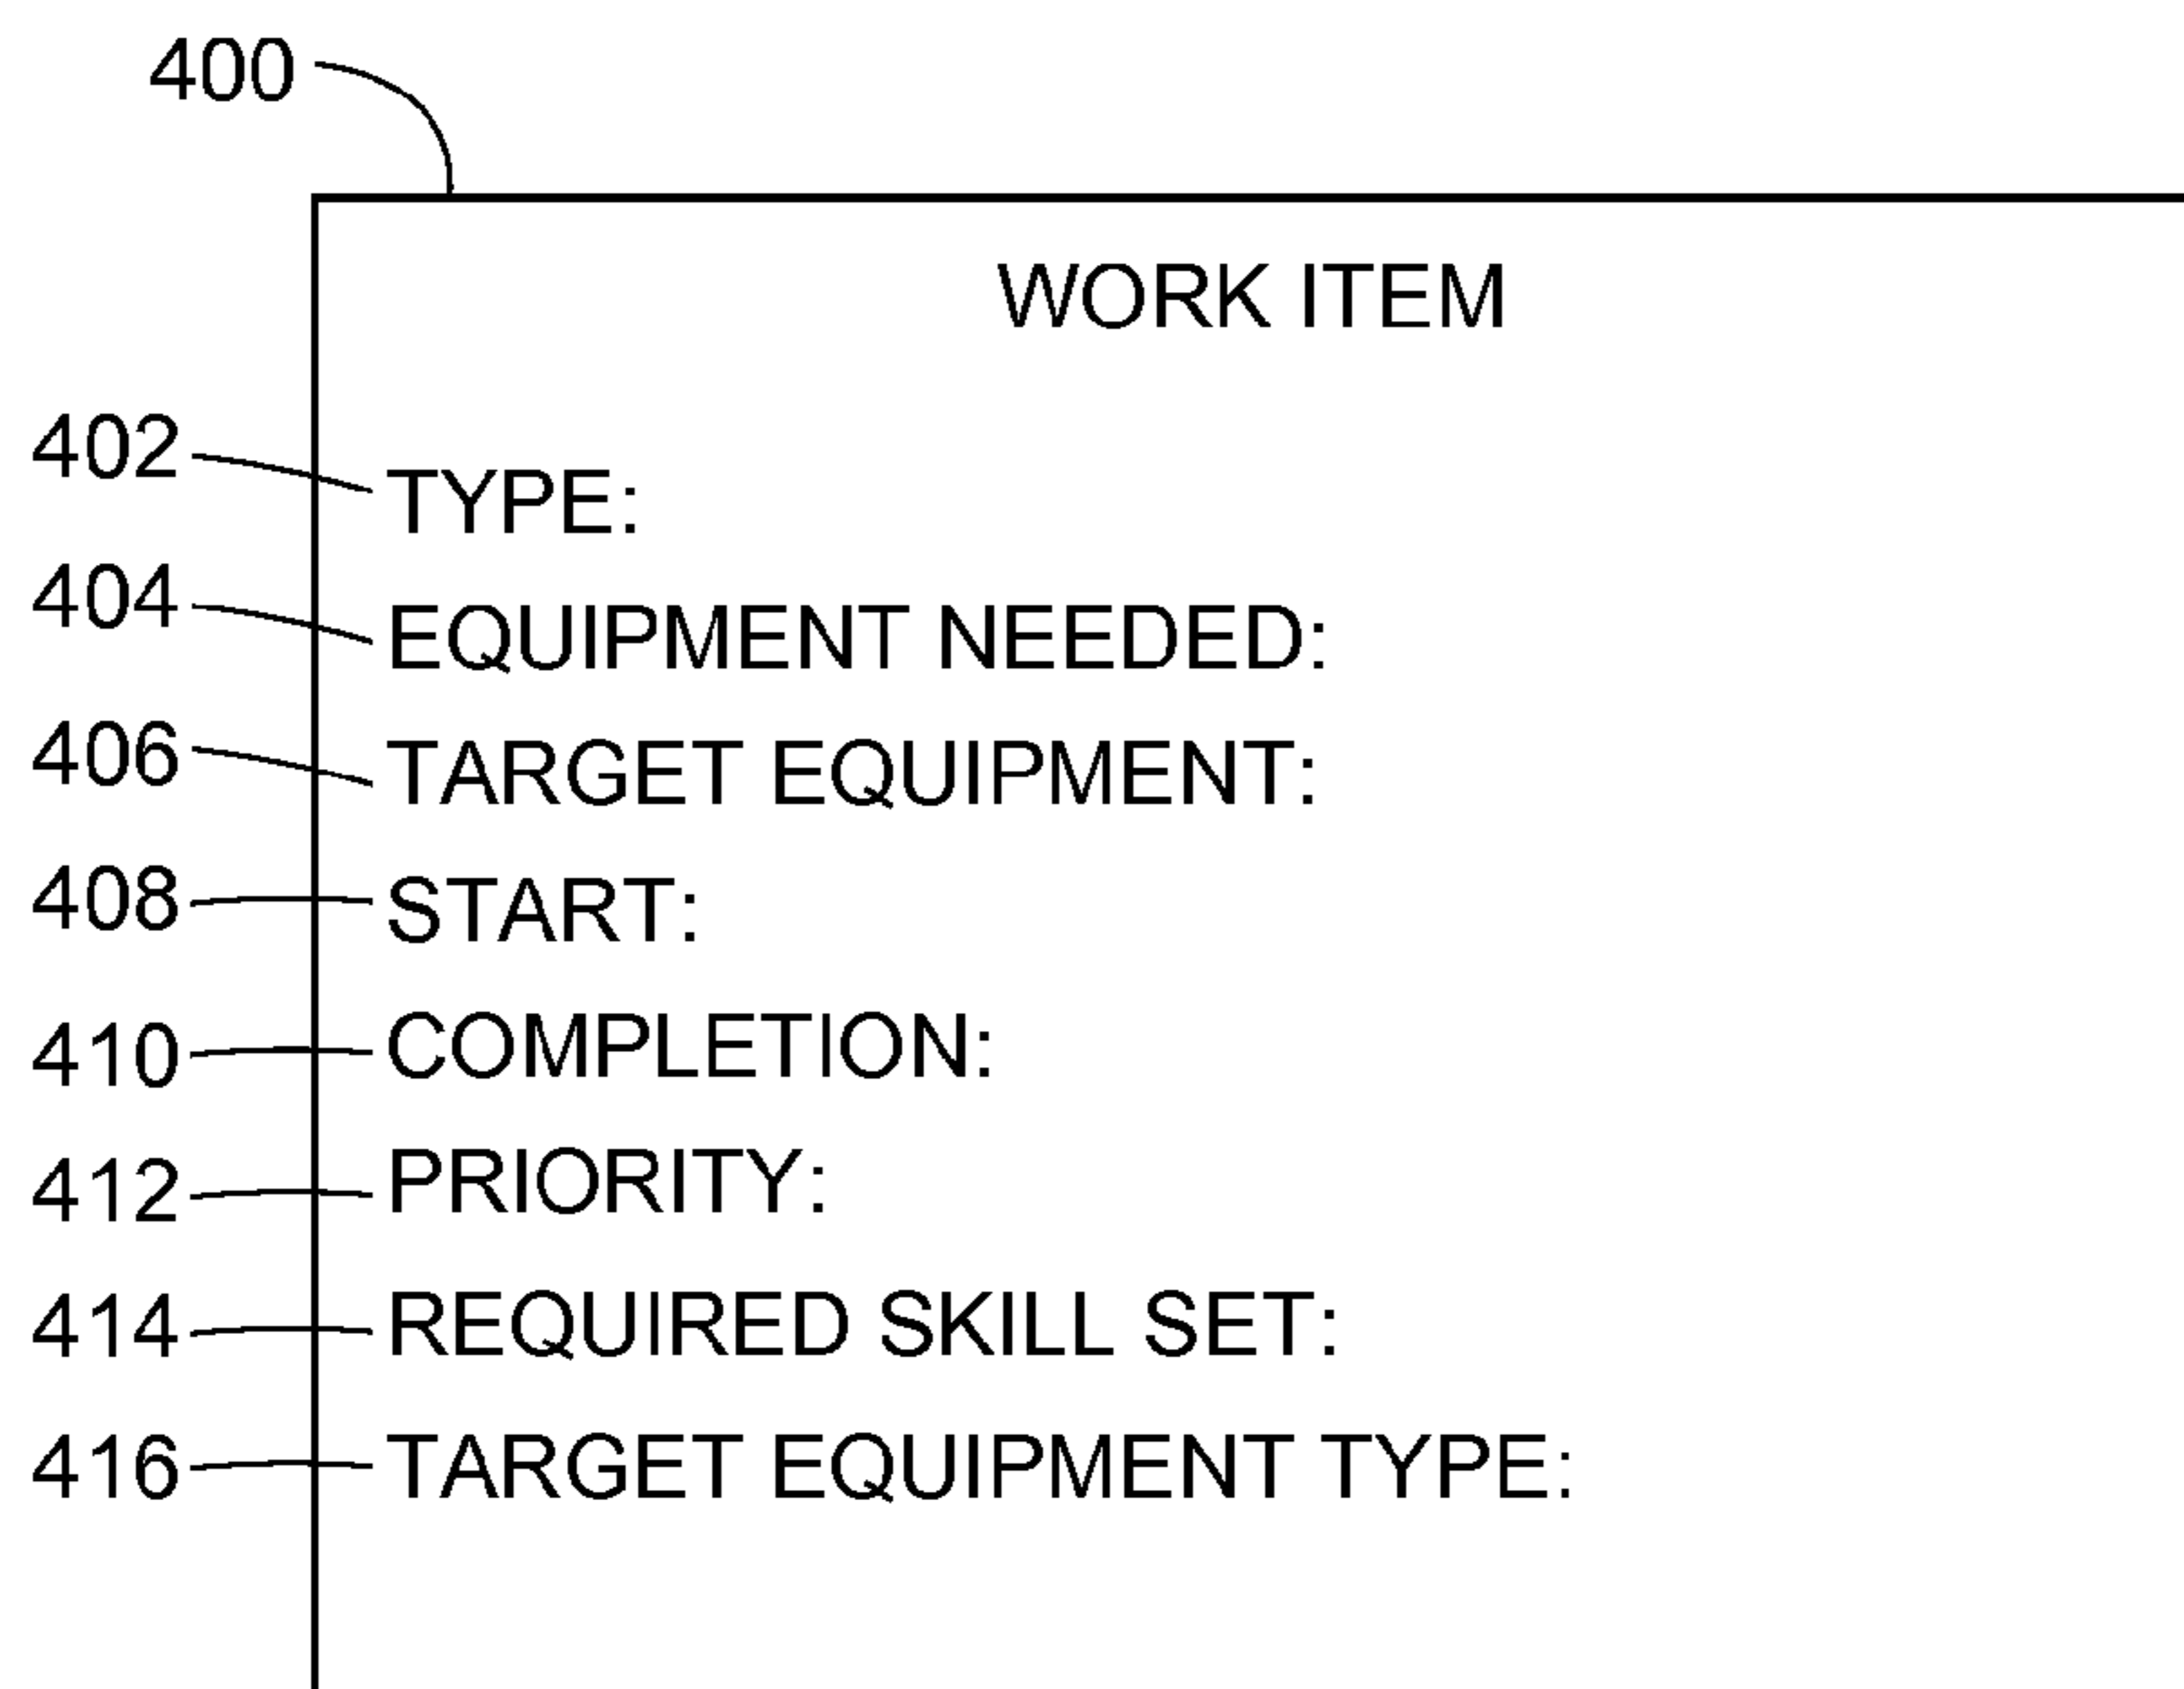 400
WORK ITEM
402 TYPE:
404 EQUIPMENT NEEDED:
406 TARGET EQUIPMENT:
408 START:
410 COMPLETION:
412 PRIORITY:
414 REQUIRED SKILL SET:
416 TARGET EQUIPMENT TYPE: